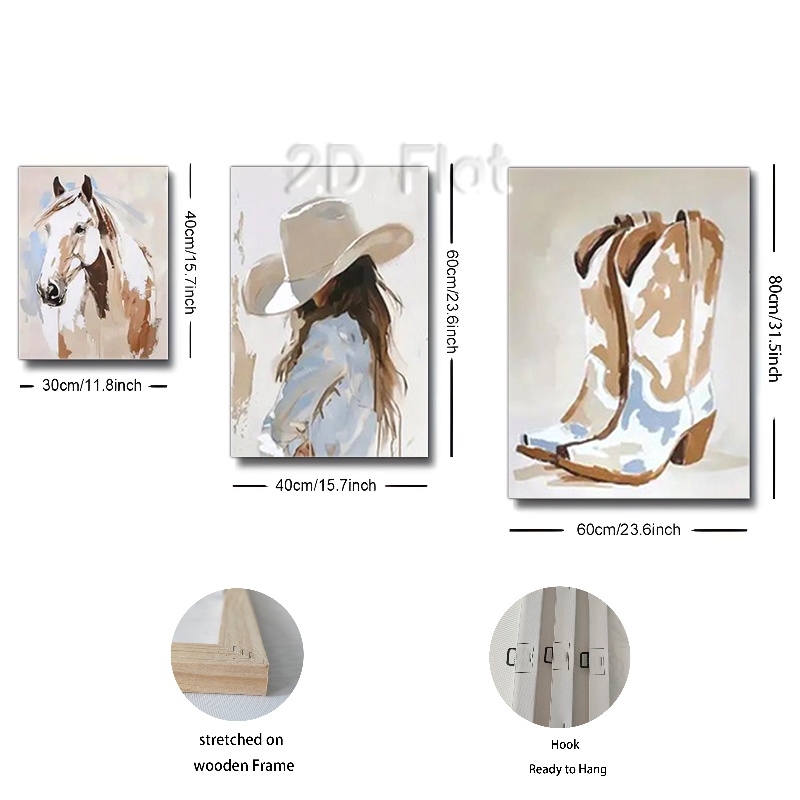 2D Flat
40cm/15.7inch
30cm/11.8inch
60cm/23.6inch
40cm/15.7inch
80cm/31.5inch
60cm/23.6inch
stretched on
wooden Frame
Hook
Ready to Hang